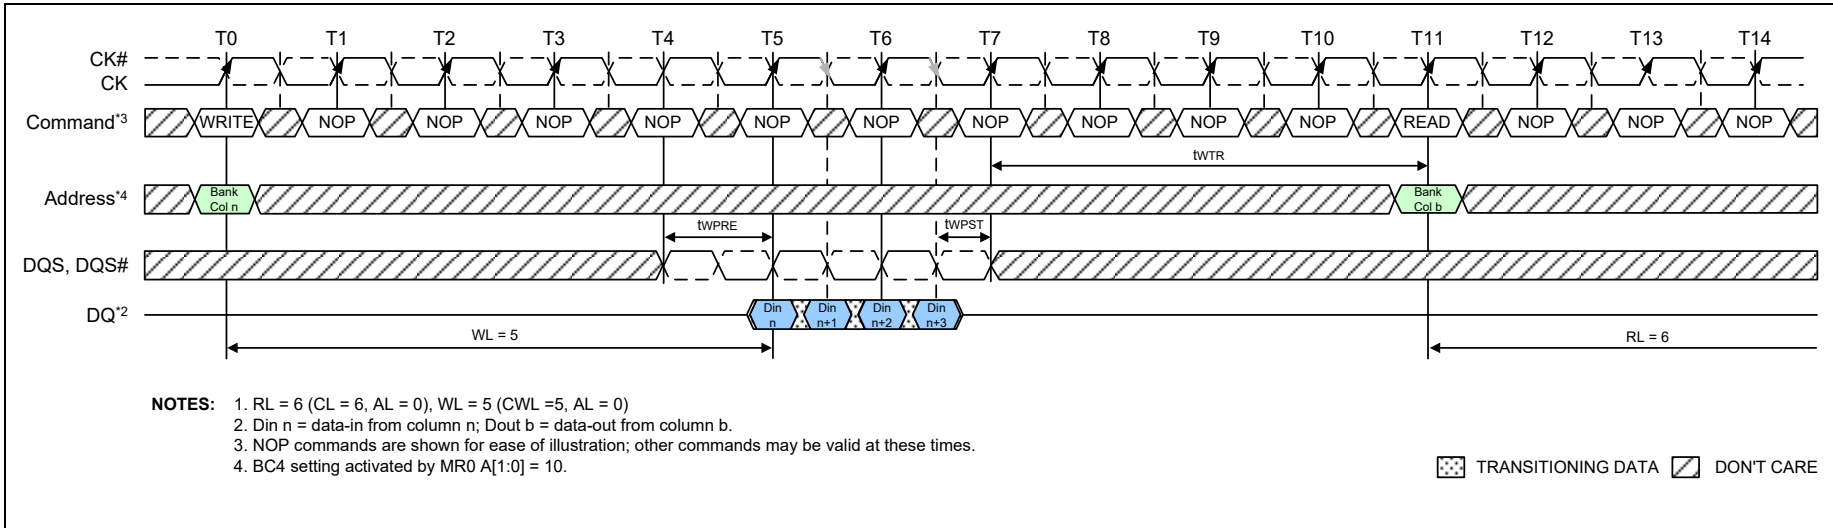 T0 T1 T2 T3 T4 T5 T6 T7 T8 T9 T10 T11 T12 T13 T14
CK#
CK
Command*3 WRITE NOP NOP NOP NOP NOP NOP NOP NOP NOP NOP READ NOP NOP NOP
tWTR
Address*4 Bank Col n Bank Col b
tWPRE tWPST
DQS, DQS#
DQ*2 Din n Din n+1 Din n+2 Din n+3
WL = 5 RL = 6
NOTES: 1. RL = 6 (CL = 6, AL = 0), WL = 5 (CWL =5, AL = 0)
2. Din n = data-in from column n; Dout b = data-out from column b.
3. NOP commands are shown for ease of illustration; other commands may be valid at these times.
4. BC4 setting activated by MR0 A[1:0] = 10.
TRANSITIONING DATA DON'T CARE